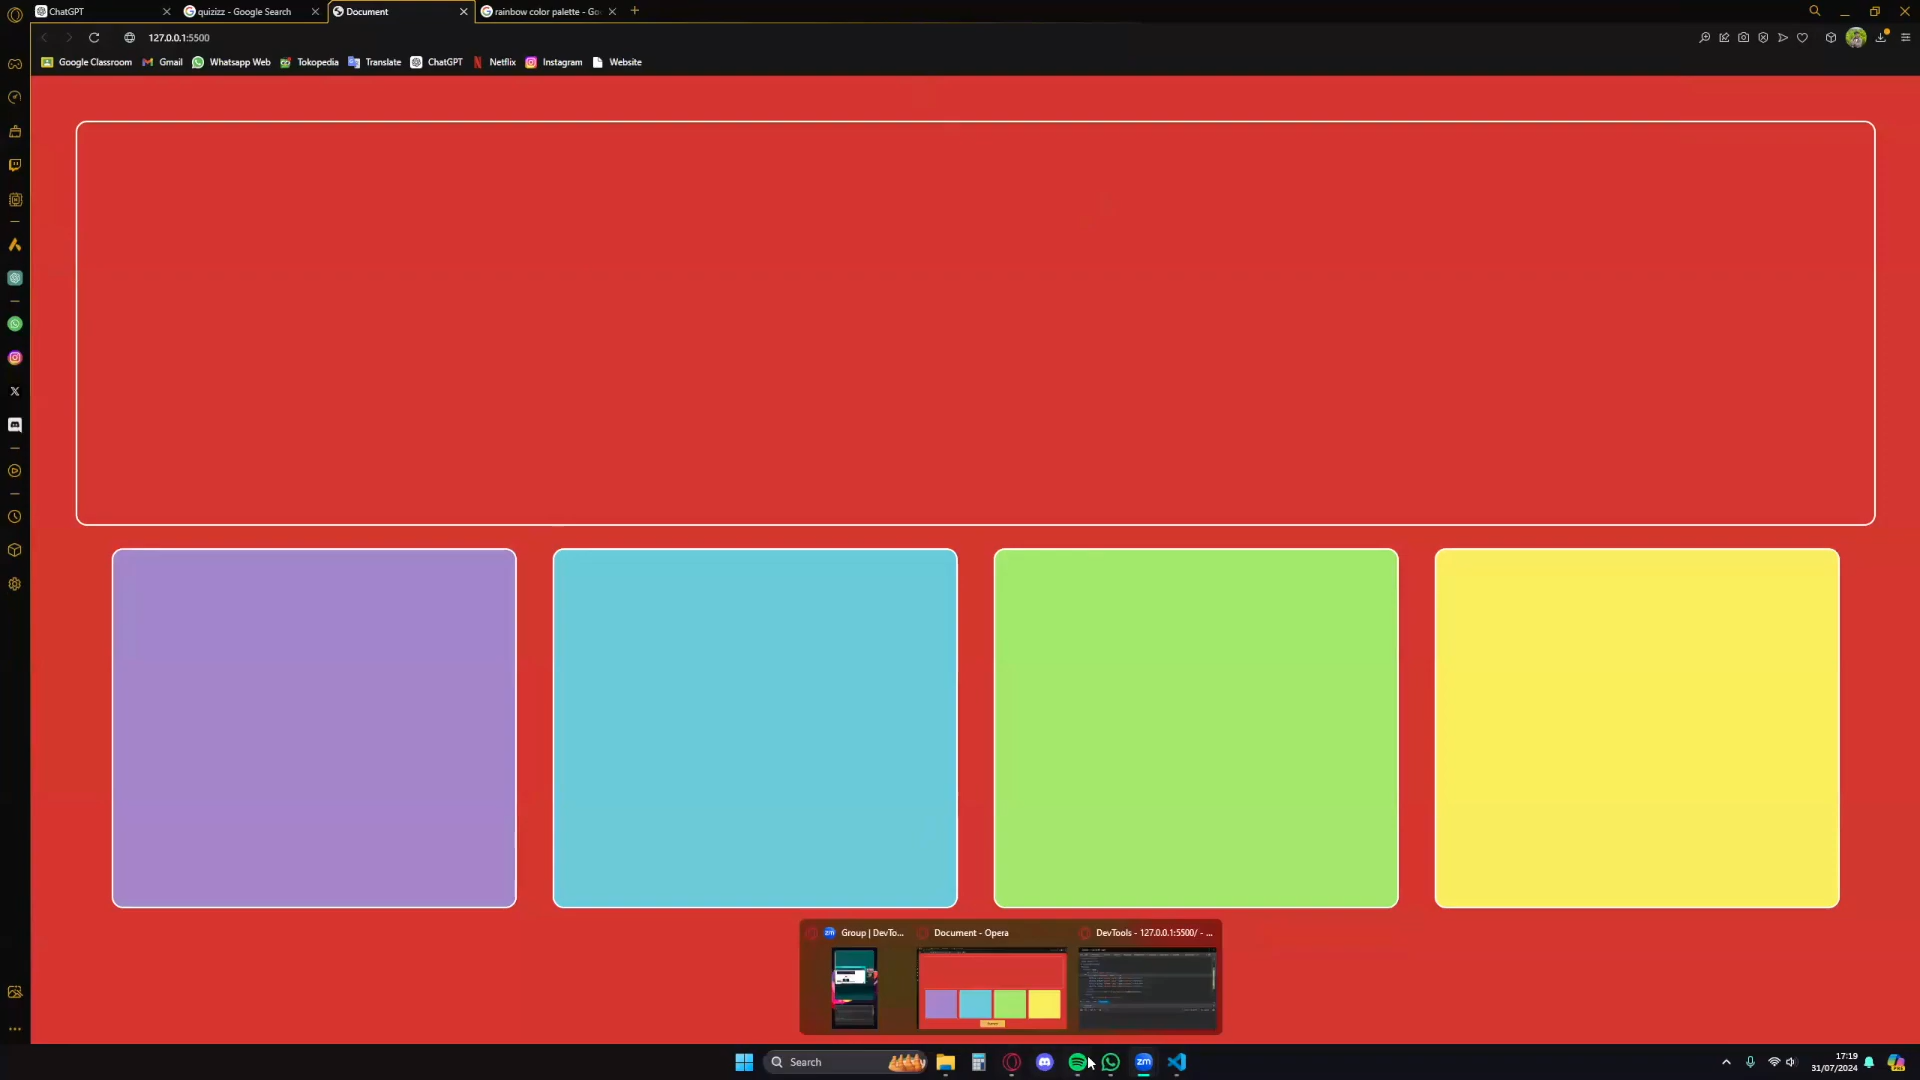 ChatGPT
quizizz - Google Search
Document
rainbow color palette - Go
127.0.0.1:5500
Google Classroom
Gmail
Whatsapp Web
Tokopedia
Translate
ChatGPT
Netflix
Instagram
Website
Group | DevTo...
Document - Opera
DevTools - 127.0.0.1:5500/ - ...
Search
zm
17:19
31/07/2024